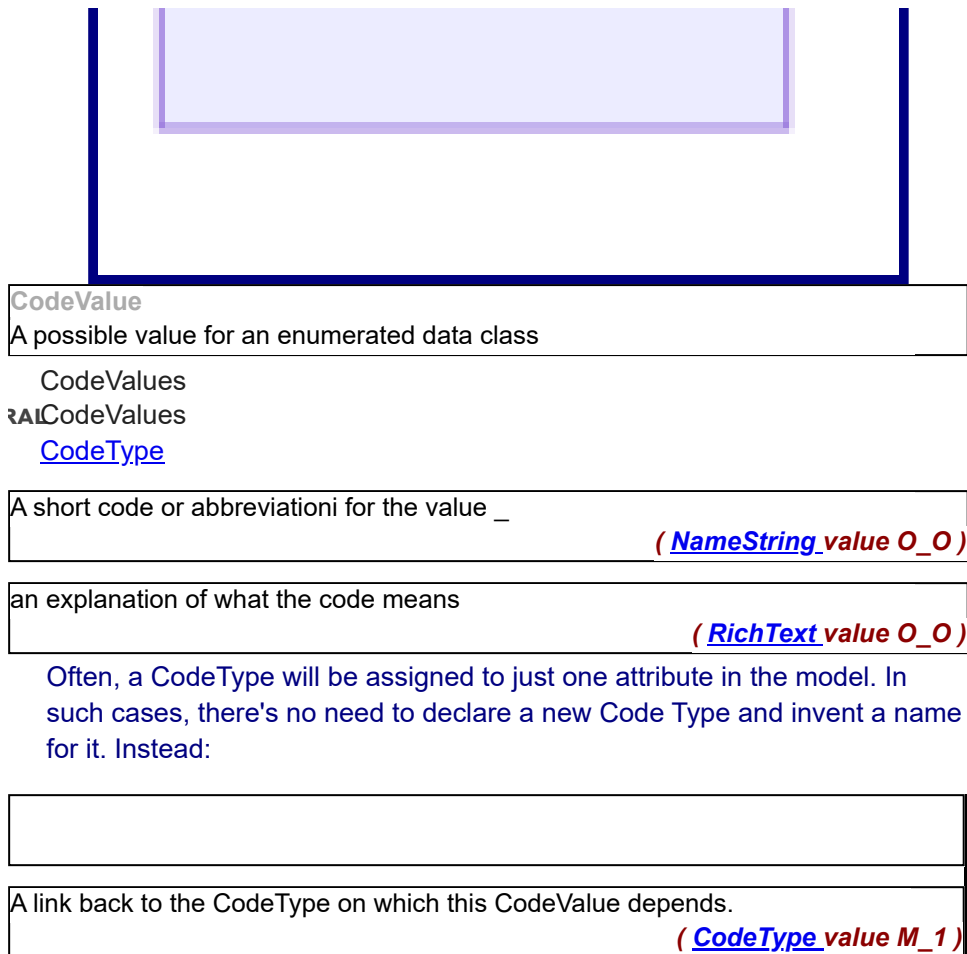 CodeValue
A possible value for an enumerated data class
CodeValues
RALCodeValues
CodeType
A short code or abbreviationi for the value _
( NameString value O_O )
an explanation of what the code means
( RichText value O_O )
Often, a CodeType will be assigned to just one attribute in the model. In
such cases, there's no need to declare a new Code Type and invent a name
for it. Instead:
A link back to the CodeType on which this CodeValue depends.
( CodeType value M_1 )